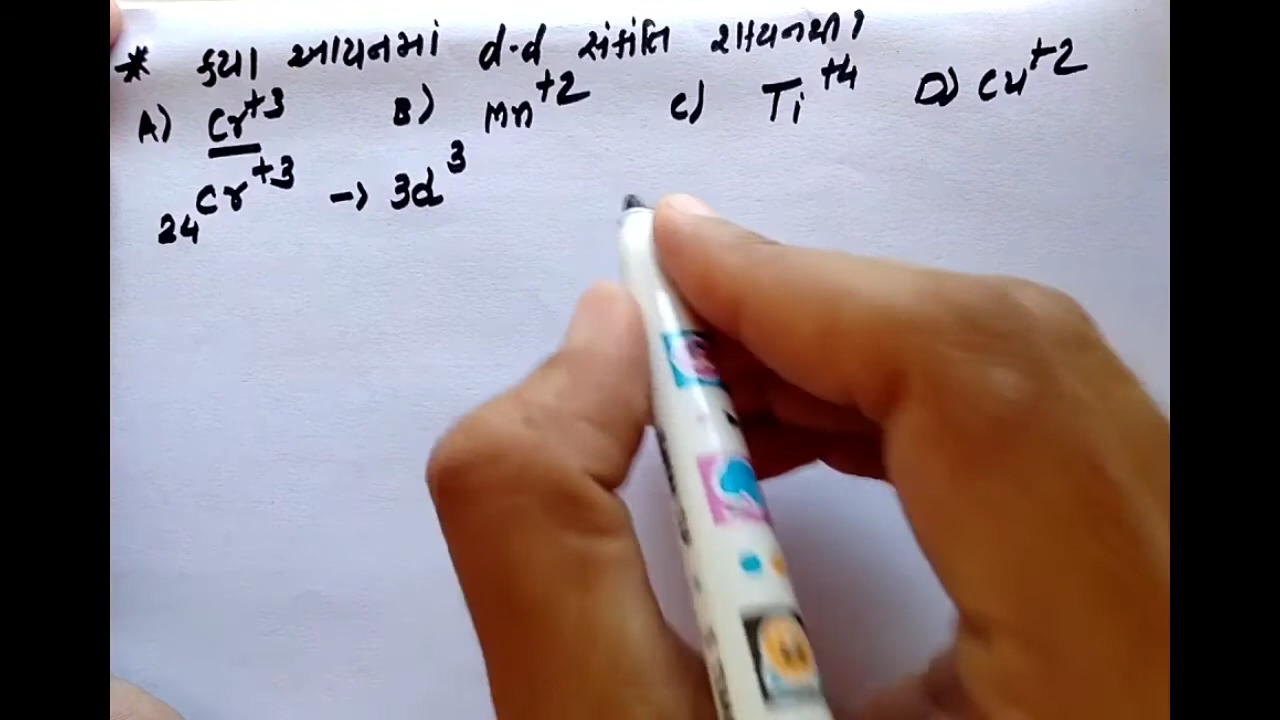 * કયા આયનમાં d-d સંક્રાંતિ શક્ય નથી?
A) Cr+3 B) Mn+2 C) Ti+4 D) Cu+2
24Cr+3 → 3d3